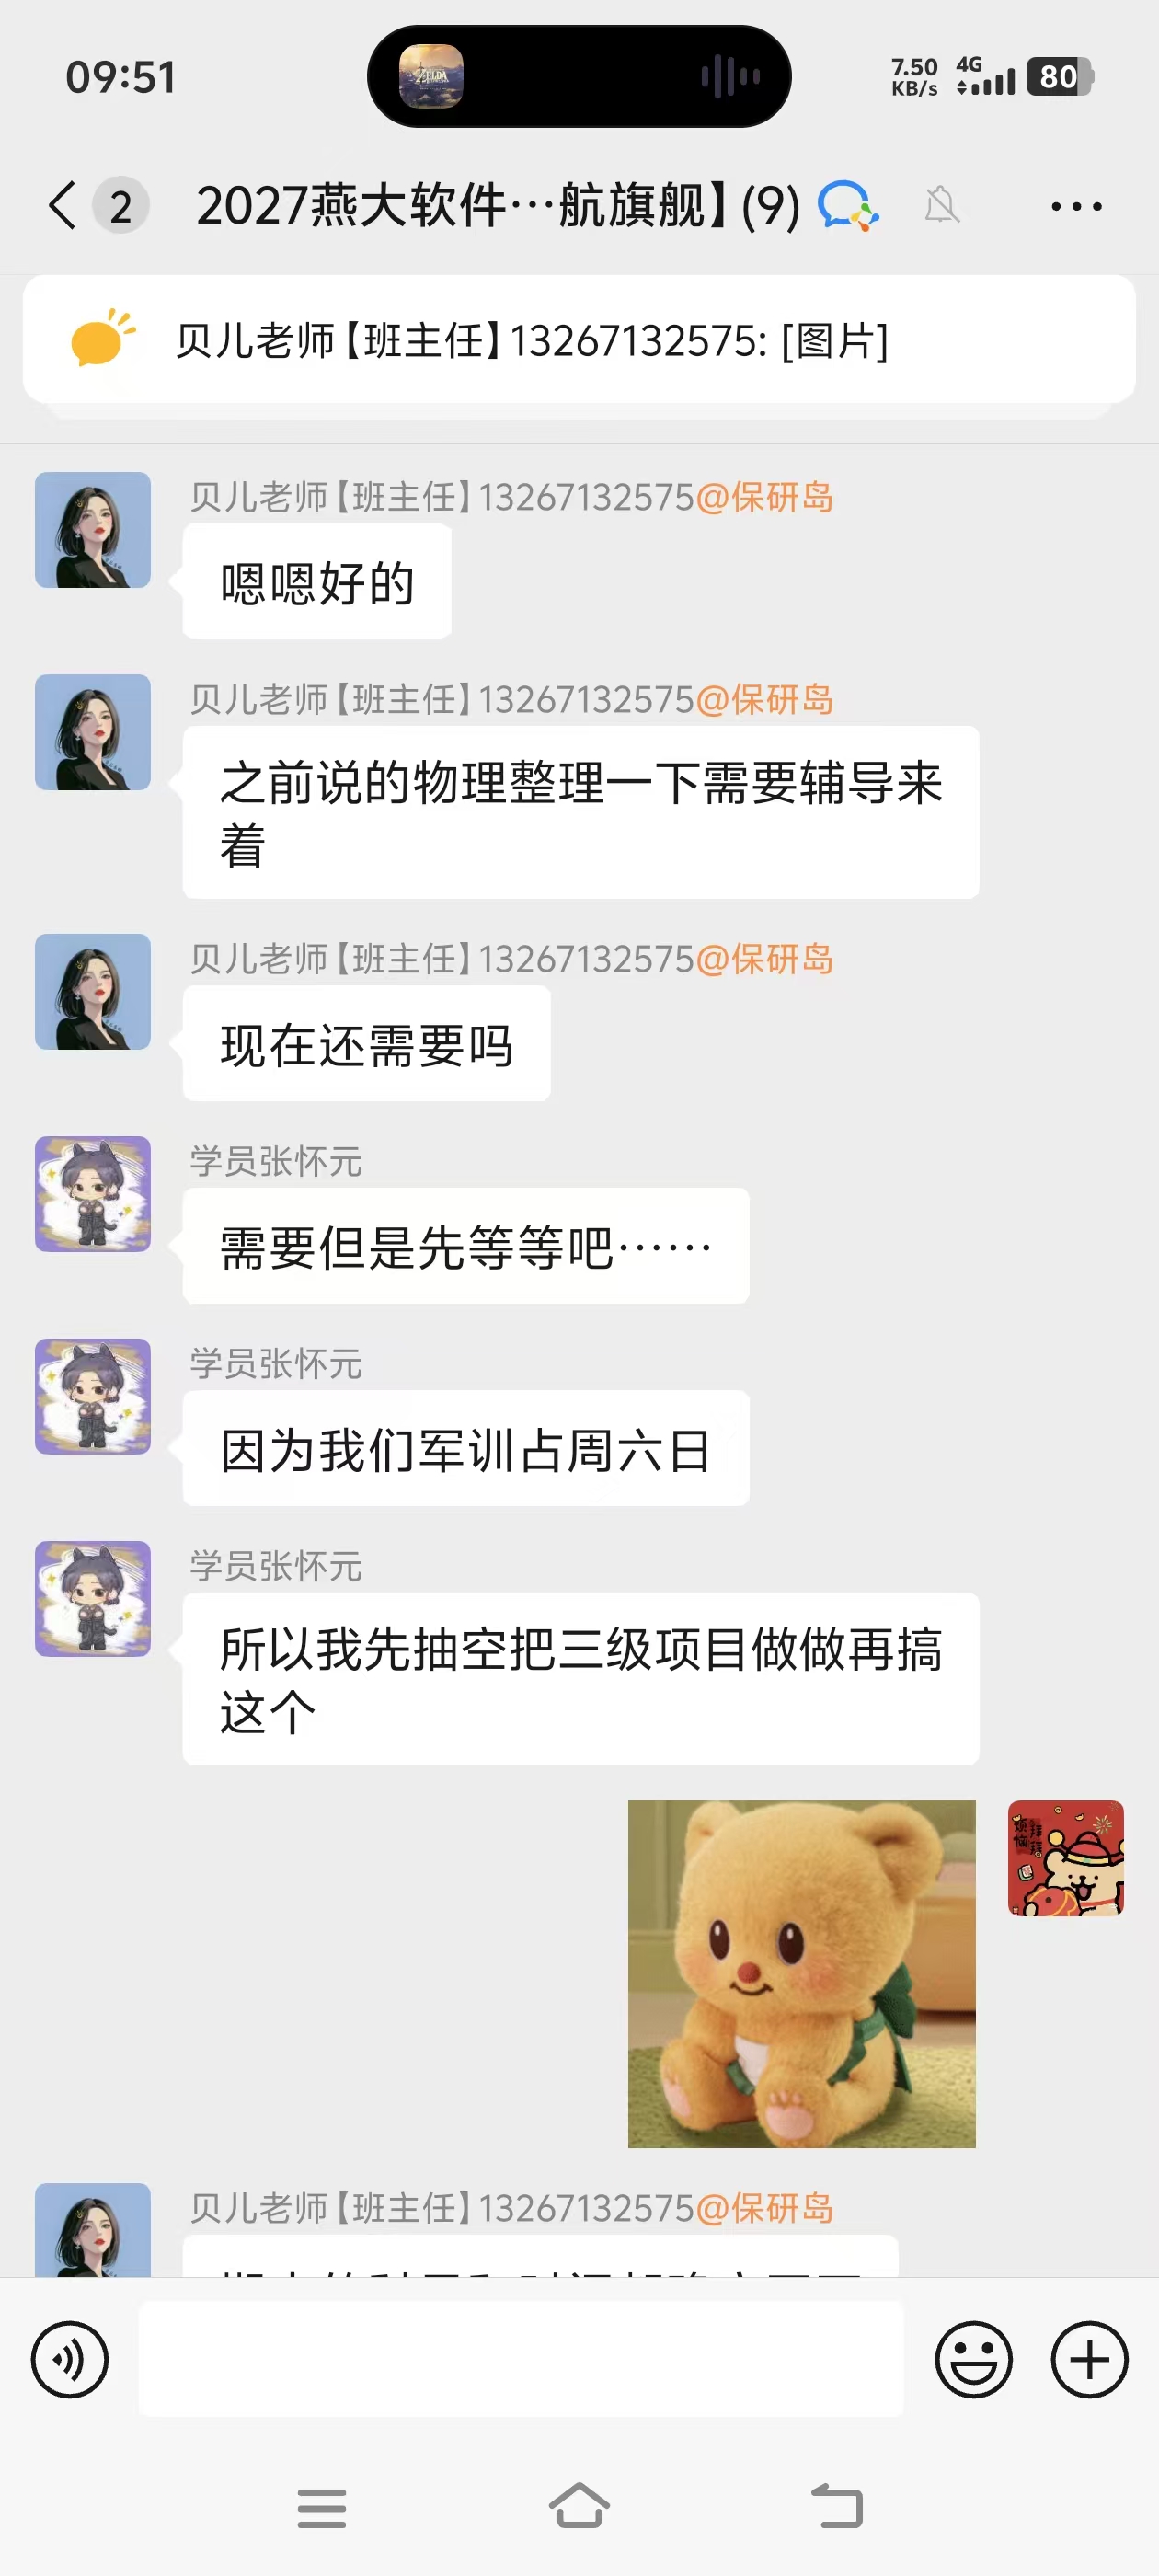 09:51
ZELDA
7.50
KB/s
4G
80
2
2027燕大软件…航旗舰】(9)
贝儿老师【班主任】13267132575: [图片]
贝儿老师【班主任】13267132575@保研岛
嗯嗯好的
贝儿老师【班主任】13267132575@保研岛
之前说的物理整理一下需要辅导来
着
贝儿老师【班主任】13267132575@保研岛
现在还需要吗
学员张怀元
需要但是先等等吧……
学员张怀元
因为我们军训占周六日
学员张怀元
所以我先抽空把三级项目做做再搞
这个
烦恼
拜拜
贝儿老师【班主任】13267132575@保研岛